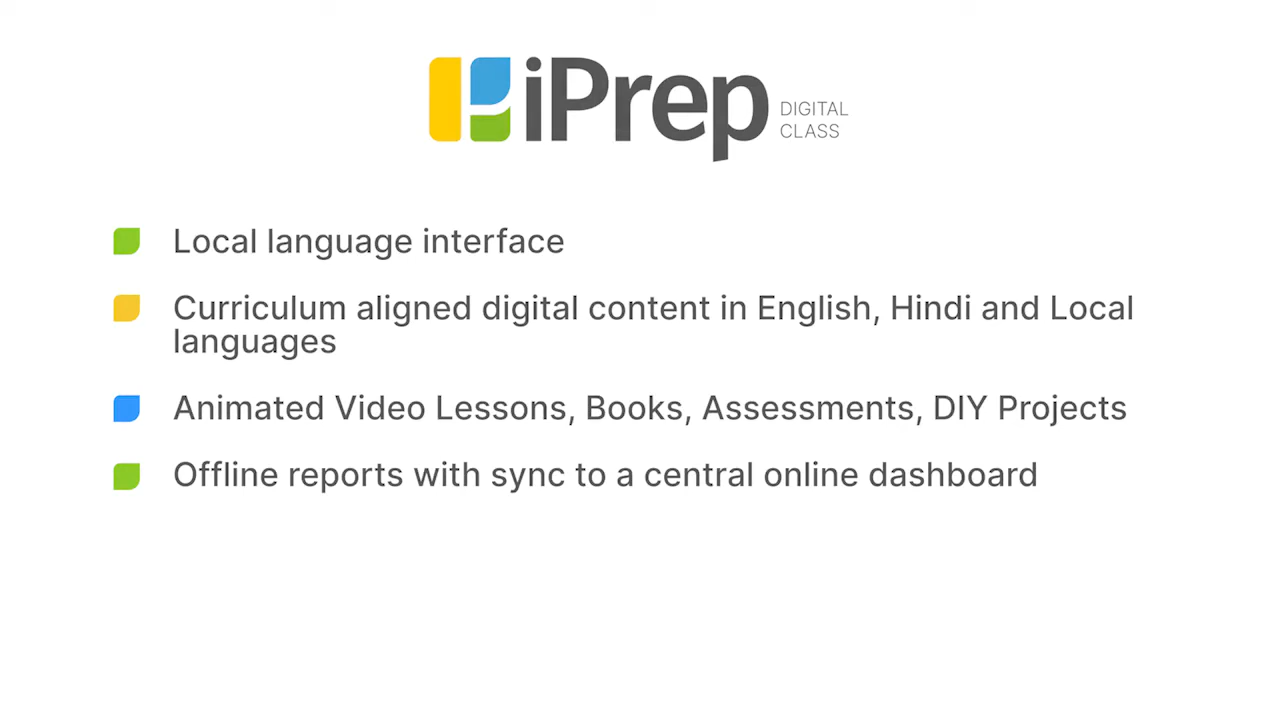 iPrep
DIGITAL
CLASS
Local language interface
Curriculum aligned digital content in English, Hindi and Local
languages
Animated Video Lessons, Books, Assessments, DIY Projects
Offline reports with sync to a central online dashboard